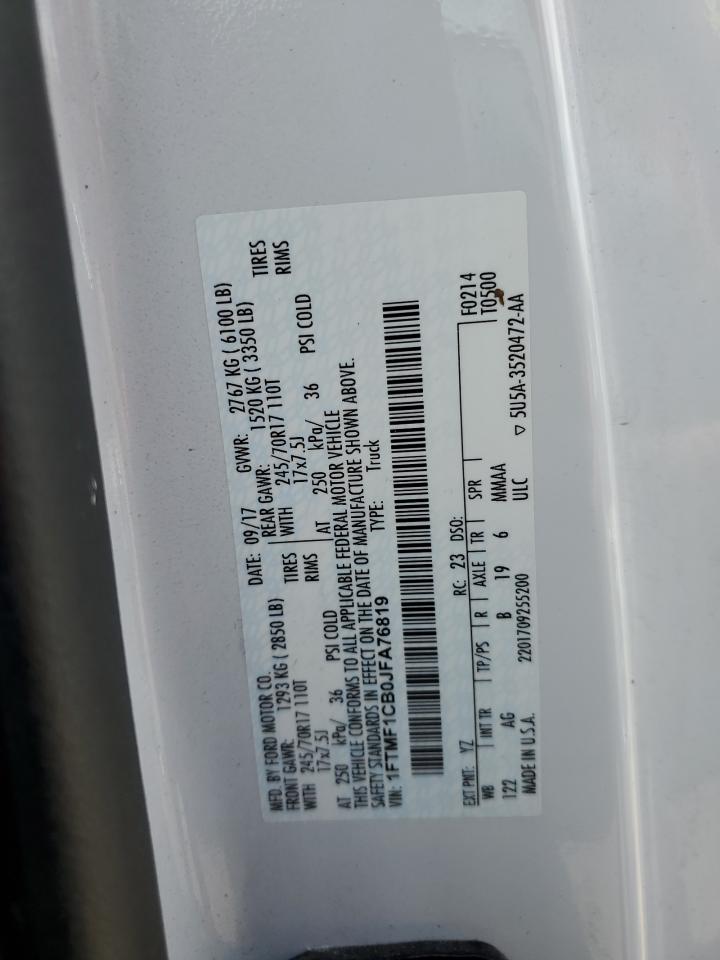 MFD. BY FORD MOTOR CO.
DATE: 09/17 GVWR: 2767 KG ( 6100 LB)
FRONT GAWR: 1293 KG ( 2850 LB) REAR GAWR: 1520 KG ( 3350 LB)
WITH 245/70R17 110T TIRES WITH 245/70R17 110T TIRES
17x7.5J RIMS 17x7.5J RIMS
AT 250 kPa/ 36 PSI COLD AT 250 kPa/ 36 PSI COLD
THIS VEHICLE CONFORMS TO ALL APPLICABLE FEDERAL MOTOR VEHICLE
SAFETY STANDARDS IN EFFECT ON THE DATE OF MANUFACTURE SHOWN ABOVE.
VIN: 1FTMF1CB0JFA76819 TYPE: Truck
EXT PNT: YZ RC: 23 DSO: F0214
WB INT TR TP/PS R AXLE TR SPR T0500
122 AG B 19 6 MMAA
MADE IN U.S.A. 2201709255200 ULC ▽ 5U5A-3520472-AA